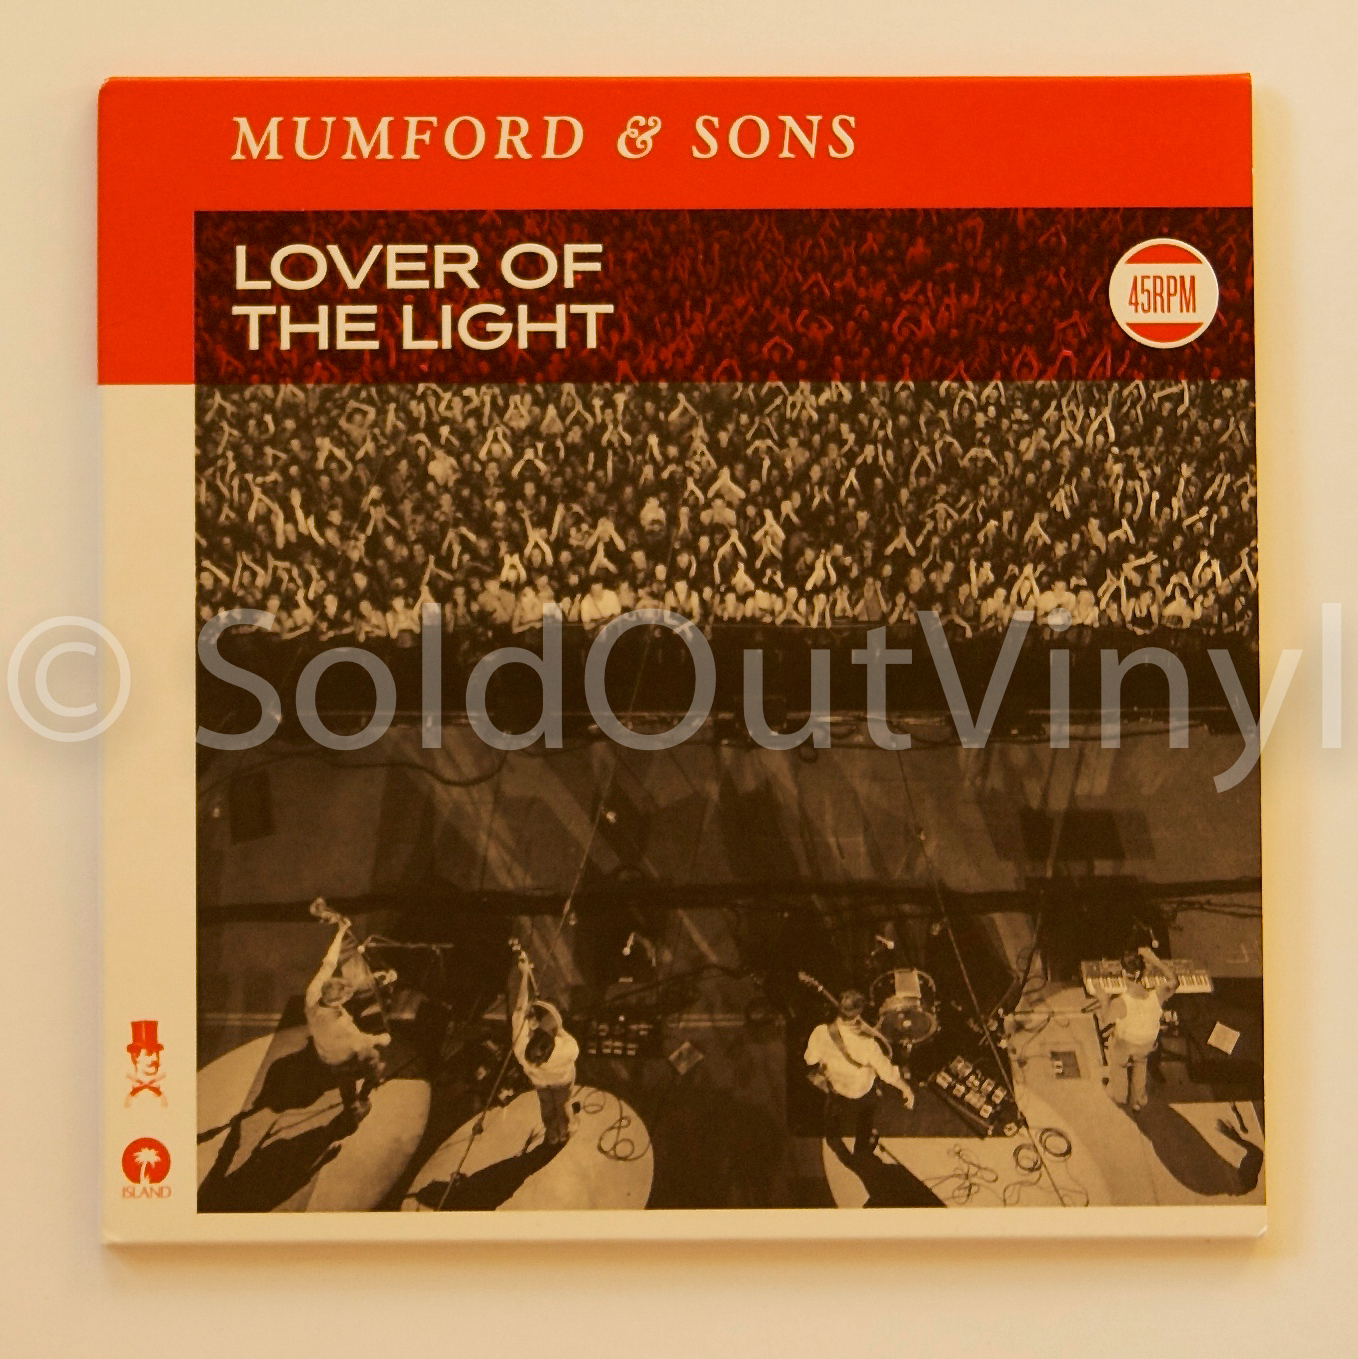 MUMFORD & SONS
LOVER OF
THE LIGHT
45RPM
© SoldOutVinyl
ISLAND